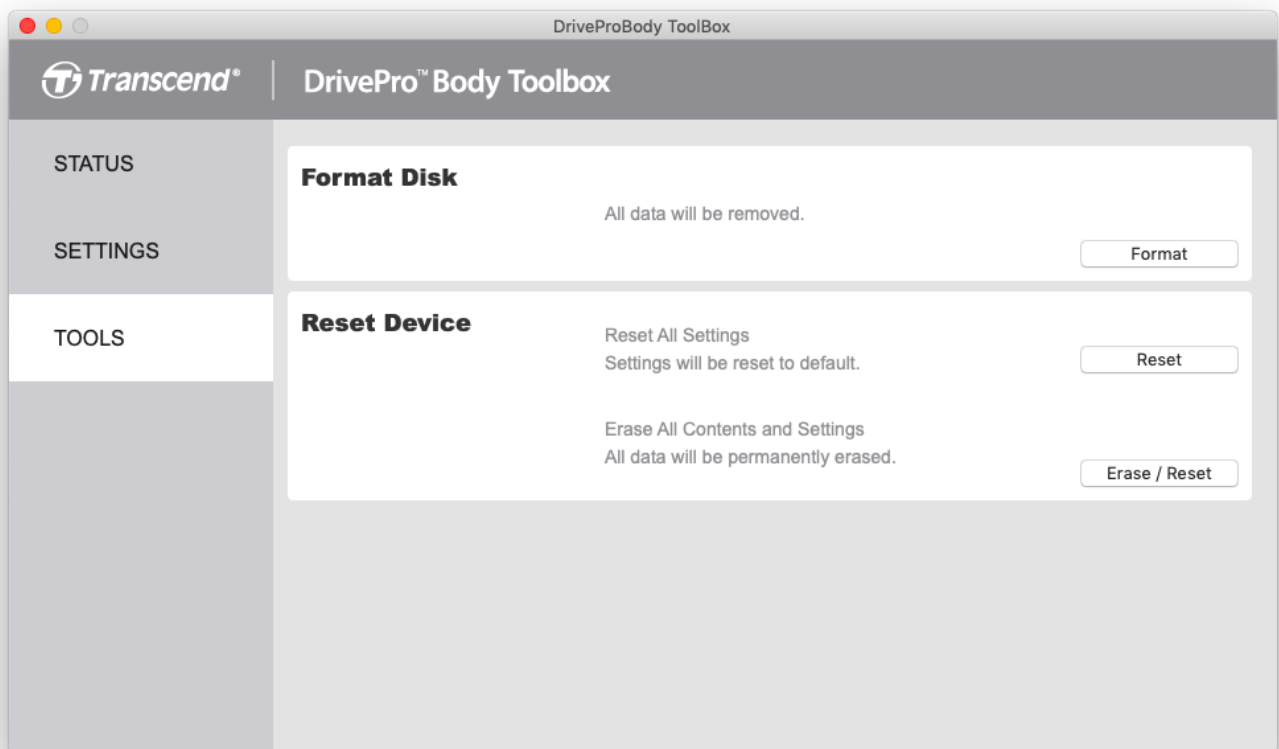 DriveProBody ToolBox
Transcend®
DrivePro™ Body Toolbox
STATUS
SETTINGS
TOOLS
Format Disk
All data will be removed.
Format
Reset Device
Reset All Settings
Settings will be reset to default.
Reset
Erase All Contents and Settings
All data will be permanently erased.
Erase / Reset